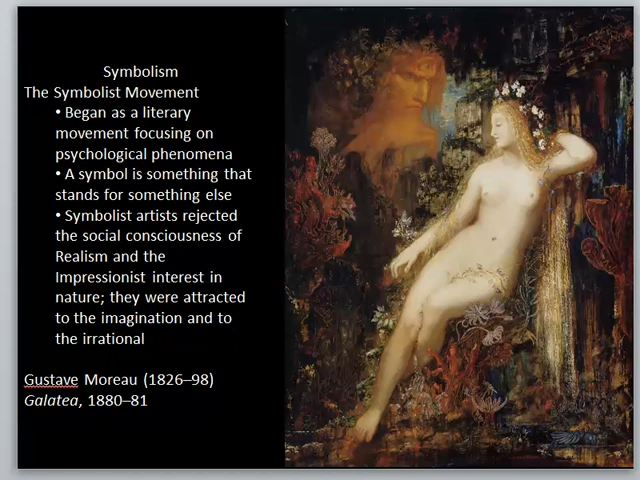 Symbolism
The Symbolist Movement
• Began as a literary
movement focusing on
psychological phenomena
• A symbol is something that
stands for something else
• Symbolist artists rejected
the social consciousness of
Realism and the
Impressionist interest in
nature; they were attracted
to the imagination and to
the irrational
Gustave Moreau (1826–98)
Galatea, 1880–81